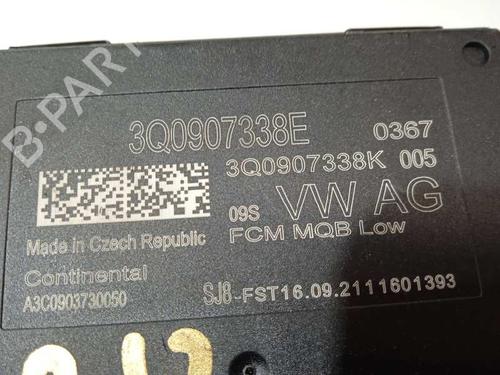 3Q0907338E 0367
3Q0907338K 005
09S VW AG
FCM MQB Low
Made in Czech Republic
Continental
A3C0903730050
SJ8-FST16.09.2111601393
B-PARTS